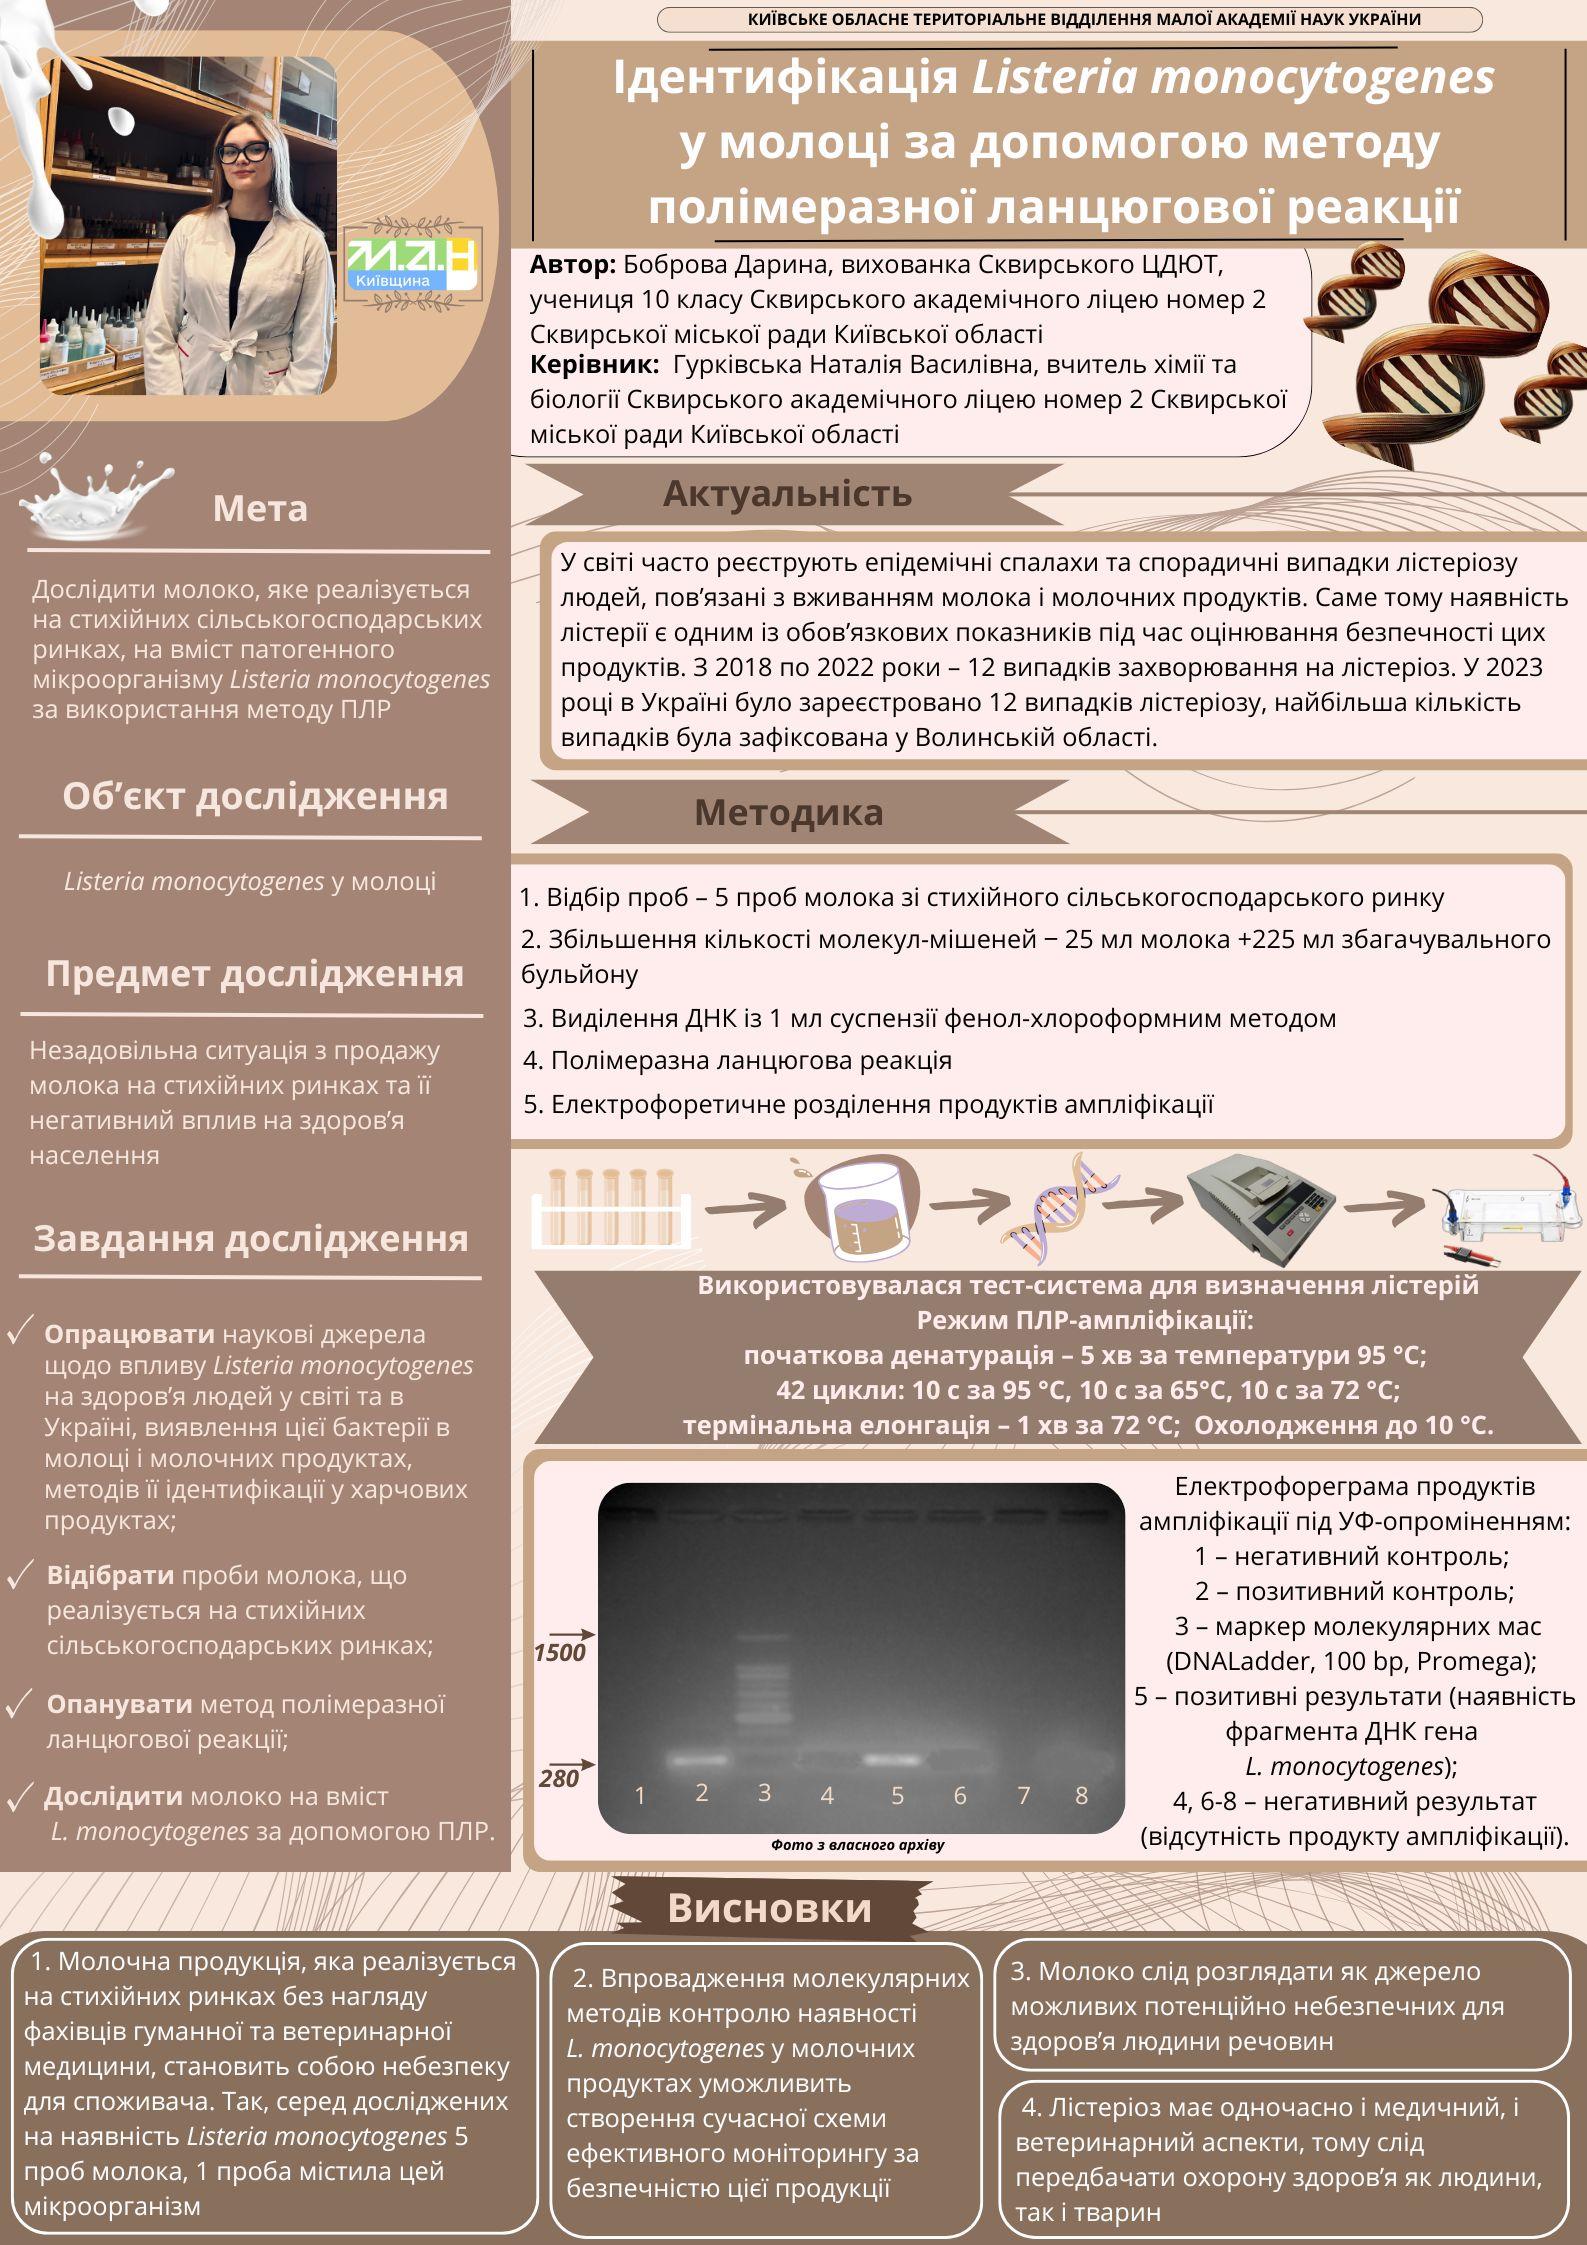 КИЇВСЬКЕ ОБЛАСНЕ ТЕРИТОРІАЛЬНЕ ВІДДІЛЕННЯ МАЛОЇ АКАДЕМІЇ НАУК УКРАЇНИ
Ідентифікація Listeria monocytogenes
у молоці за допомогою методу
полімеразної ланцюгової реакції
М.А.Н
Київщина
Автор: Боброва Дарина, вихованка Сквирського ЦДЮТ,
учениця 10 класу Сквирського академічного ліцею номер 2
Сквирської міської ради Київської області
Керівник: Гурківська Наталія Василівна, вчитель хімії та
біології Сквирського академічного ліцею номер 2 Сквирської
міської ради Київської області
Мета
Дослідити молоко, яке реалізується
на стихійних сільськогосподарських
ринках, на вміст патогенного
мікроорганізму Listeria monocytogenes
за використання методу ПЛР
Об’єкт дослідження
Listeria monocytogenes у молоці
Предмет дослідження
Незадовільна ситуація з продажу
молока на стихійних ринках та її
негативний вплив на здоров’я
населення
Завдання дослідження
Опрацювати наукові джерела
щодо впливу Listeria monocytogenes
на здоров’я людей у світі та в
Україні, виявлення цієї бактерії в
молоці і молочних продуктах,
методів її ідентифікації у харчових
продуктах;
Відібрати проби молока, що
реалізується на стихійних
сільськогосподарських ринках;
Опанувати метод полімеразної
ланцюгової реакції;
Дослідити молоко на вміст
L. monocytogenes за допомогою ПЛР.
Актуальність
У світі часто реєструють епідемічні спалахи та спорадичні випадки лістеріозу
людей, пов’язані з вживанням молока і молочних продуктів. Саме тому наявність
лістерії є одним із обов’язкових показників під час оцінювання безпечності цих
продуктів. З 2018 по 2022 роки – 12 випадків захворювання на лістеріоз. У 2023
році в Україні було зареєстровано 12 випадків лістеріозу, найбільша кількість
випадків була зафіксована у Волинській області.
Методика
1. Відбір проб – 5 проб молока зі стихійного сільськогосподарського ринку
2. Збільшення кількості молекул-мішеней − 25 мл молока +225 мл збагачувального
бульйону
3. Виділення ДНК із 1 мл суспензії фенол-хлороформним методом
4. Полімеразна ланцюгова реакція
5. Електрофоретичне розділення продуктів ампліфікації
Використовувалася тест-система для визначення лістерій
Режим ПЛР-ампліфікації:
початкова денатурація – 5 хв за температури 95 °C;
42 цикли: 10 с за 95 °C, 10 с за 65°C, 10 с за 72 °C;
термінальна елонгація – 1 хв за 72 °C; Охолодження до 10 °C.
1500
280
1 2 3 4 5 6 7 8
Фото з власного архіву
Електрофореграма продуктів
ампліфікації під УФ-опроміненням:
1 – негативний контроль;
2 – позитивний контроль;
3 – маркер молекулярних мас
(DNALadder, 100 bp, Promega);
5 – позитивні результати (наявність
фрагмента ДНК гена
L. monocytogenes);
4, 6-8 – негативний результат
(відсутність продукту ампліфікації).
Висновки
1. Молочна продукція, яка реалізується
на стихійних ринках без нагляду
фахівців гуманної та ветеринарної
медицини, становить собою небезпеку
для споживача. Так, серед досліджених
на наявність Listeria monocytogenes 5
проб молока, 1 проба містила цей
мікроорганізм
2. Впровадження молекулярних
методів контролю наявності
L. monocytogenes у молочних
продуктах уможливить
створення сучасної схеми
ефективного моніторингу за
безпечністю цієї продукції
3. Молоко слід розглядати як джерело
можливих потенційно небезпечних для
здоров’я людини речовин
4. Лістеріоз має одночасно і медичний, і
ветеринарний аспекти, тому слід
передбачати охорону здоров’я як людини,
так і тварин